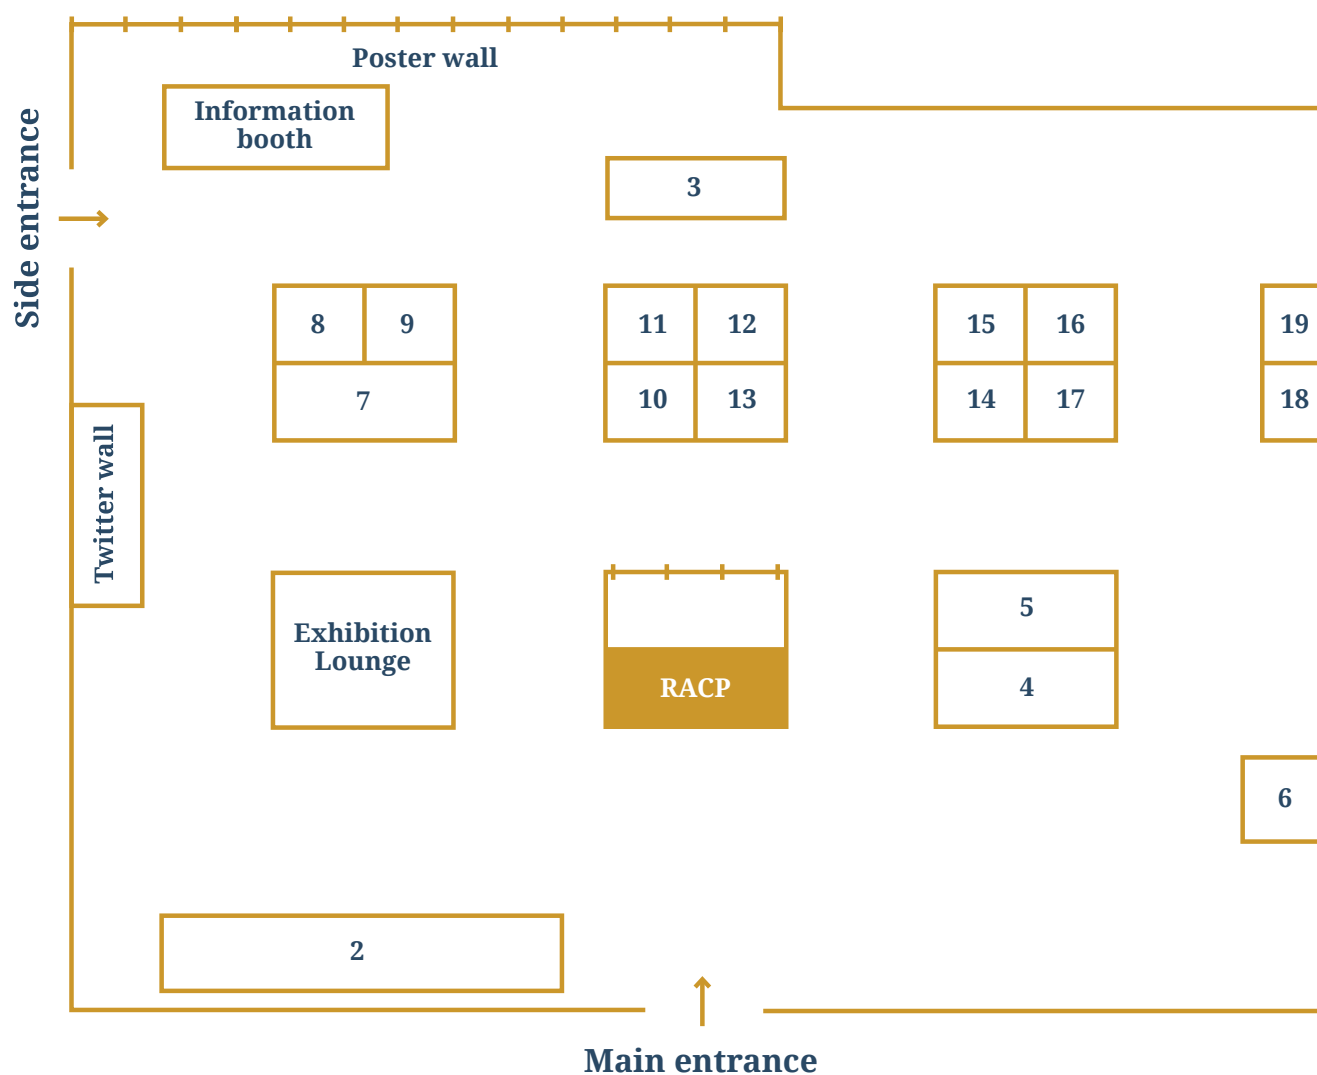 Poster wall
Information
booth
Side entrance
3
8
9
11
12
15
16
19
7
10
13
14
17
18
Twitter wall
Exhibition
Lounge
5
RACP
4
6
2
Main entrance